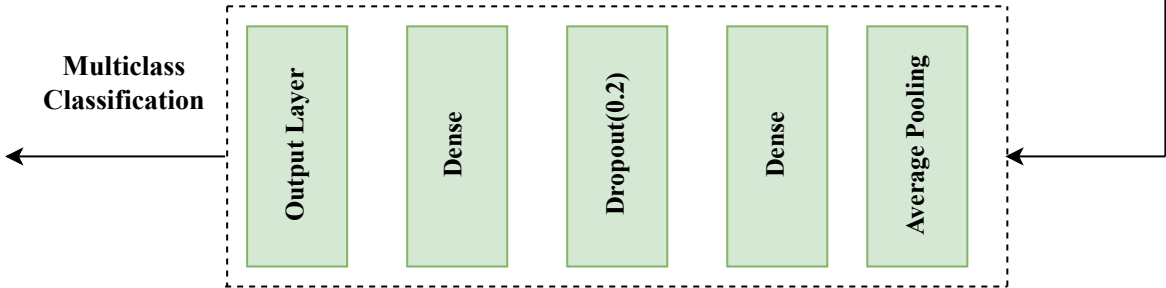 Multiclass
Classification
Output Layer
Dense
Dropout(0.2)
Dense
Average Pooling